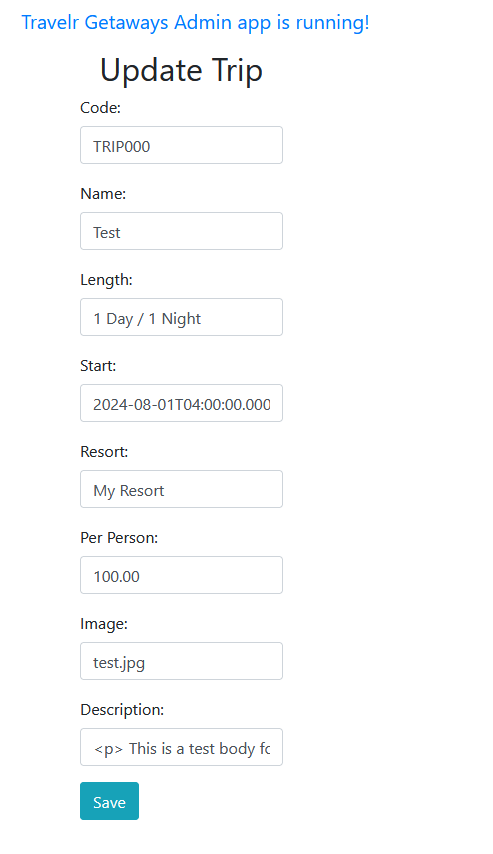 Travelr Getaways Admin app is running!
Update Trip
Code:
TRIP000
Name:
Test
Length:
1 Day / 1 Night
Start:
2024-08-01T04:00:00.000
Resort:
My Resort
Per Person:
100.00
Image:
test.jpg
Description:
<p> This is a test body fo
Save